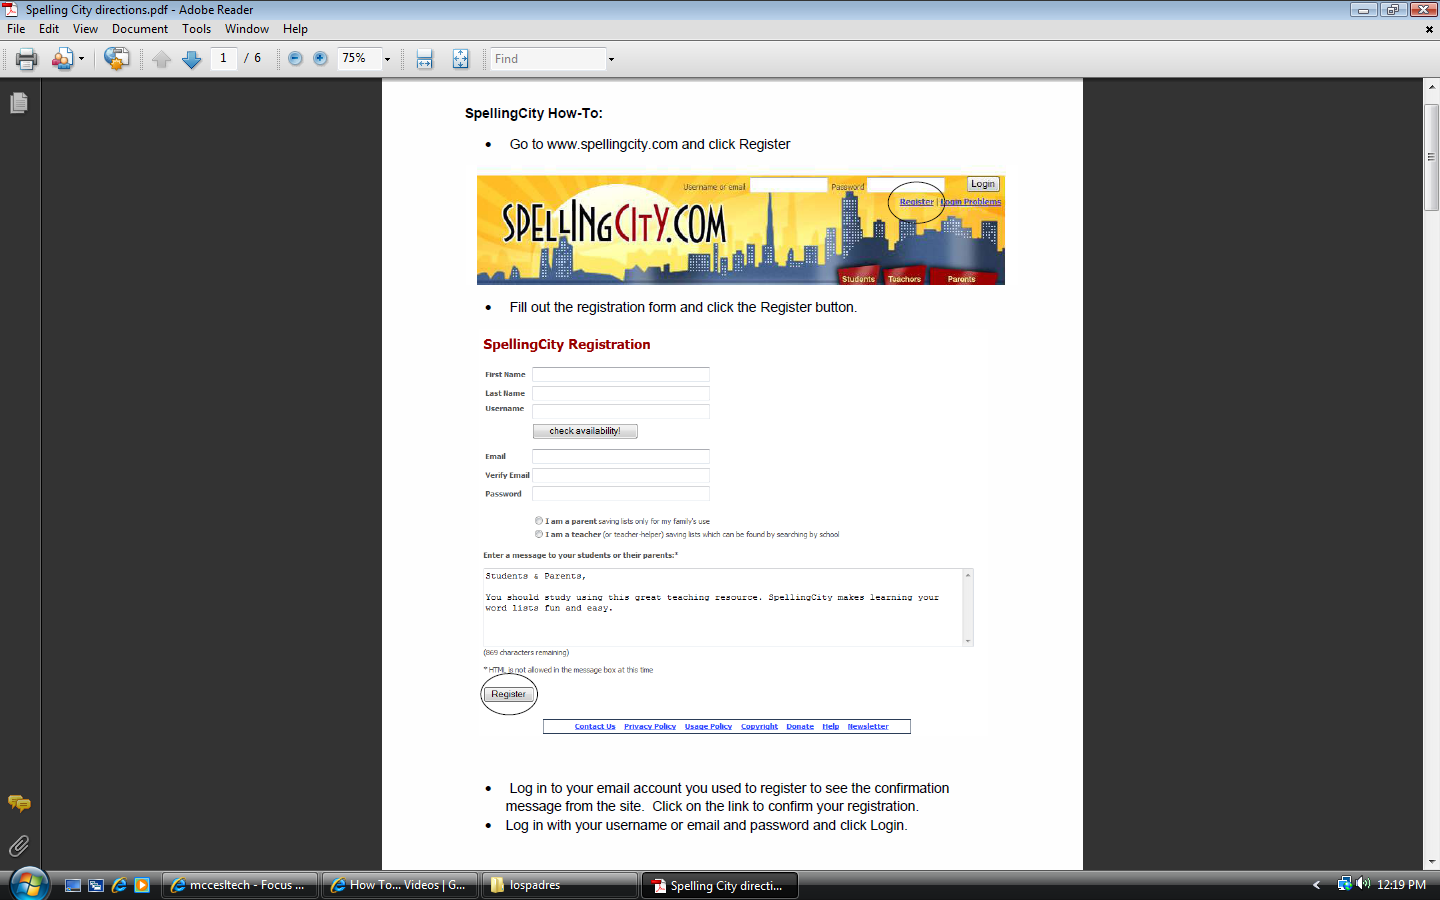 Spelling City directions.pdf - Adobe Reader
File Edit View Document Tools Window Help
1 / 6 75% Find
SpellingCity How-To:
• Go to www.spellingcity.com and click Register
Username or email Password Login
Register | Login Problems
SPELLINGCITY.COM
Students Teachers Parents
• Fill out the registration form and click the Register button.
SpellingCity Registration
First Name
Last Name
Username
check availability!
Email
Verify Email
Password
I am a parent saving lists only for my family's use
I am a teacher (or teacher-helper) saving lists which can be found by searching by school
Enter a message to your students or their parents:*
Students & Parents,
You should study using this great teaching resource. SpellingCity makes learning your
word lists fun and easy.
(869 characters remaining)
* HTML is not allowed in the message box at this time
Register
Contact Us Privacy Policy Usage Policy Copyright Donate Help Newsletter
• Log in to your email account you used to register to see the confirmation
message from the site. Click on the link to confirm your registration.
• Log in with your username or email and password and click Login.
mccesltech - Focus ... How To... Videos | G... lospadres Spelling City directi... 12:19 PM